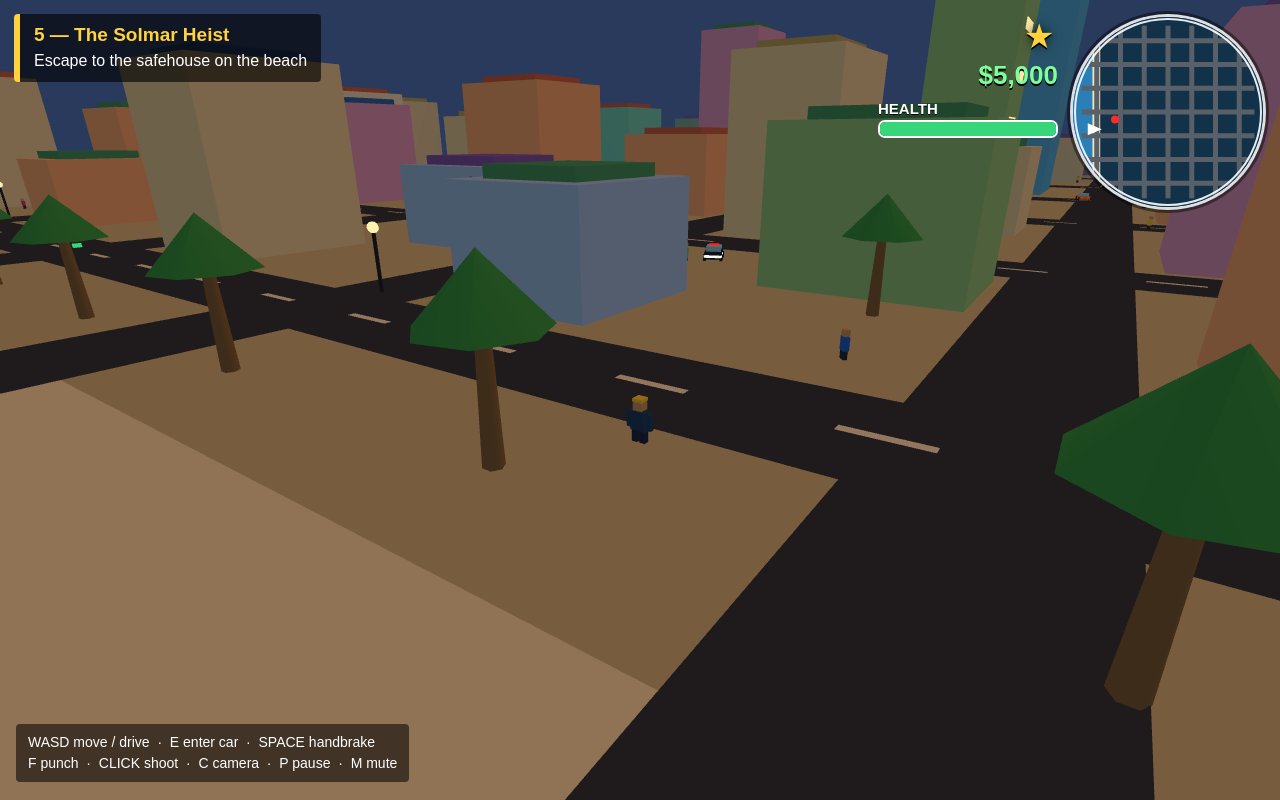 5 — The Solmar Heist
Escape to the safehouse on the beach
$5,000
HEALTH
WASD move / drive · E enter car · SPACE handbrake
F punch · CLICK shoot · C camera · P pause · M mute